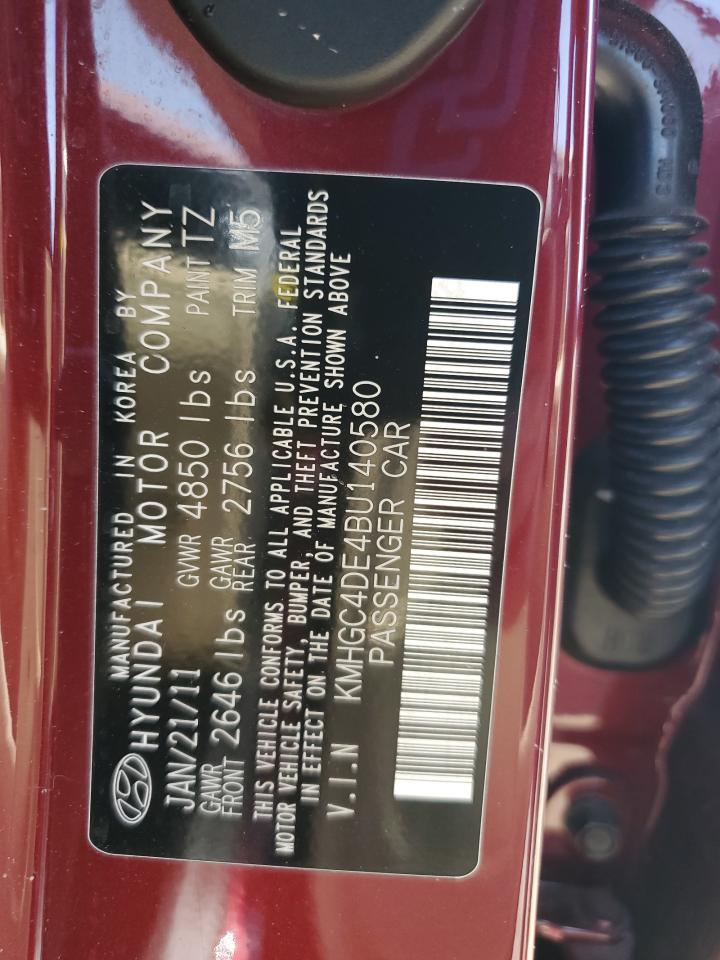 MANUFACTURED IN KOREA BY
HYUNDAI MOTOR COMPANY
JAN/21/11 GVWR 4850 lbs PAINT TZ
GAWR FRONT 2646 lbs GAWR REAR 2756 lbs TRIM M5
THIS VEHICLE CONFORMS TO ALL APPLICABLE U.S.A. FEDERAL
MOTOR VEHICLE SAFETY, BUMPER, AND THEFT PREVENTION STANDARDS
IN EFFECT ON THE DATE OF MANUFACTURE SHOWN ABOVE
V.I.N KMHGC4DE4BU140580
PASSENGER CAR